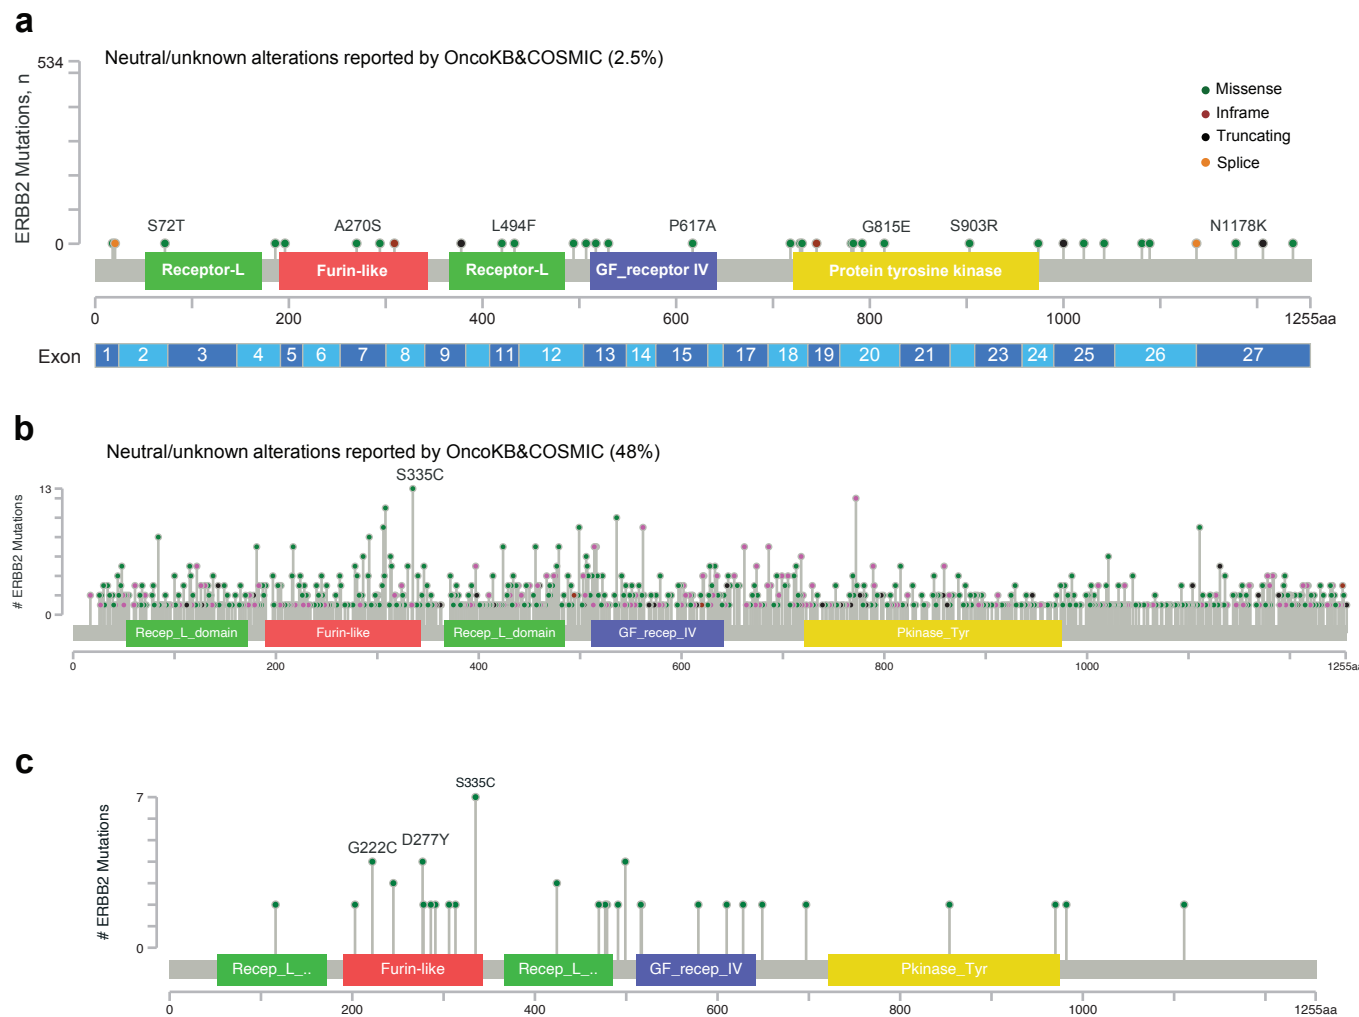 a
Neutral/unknown alterations reported by OncoKB&COSMIC (2.5%)
534
ERBB2 Mutations, n
0
Missense
Inframe
Truncating
Splice
S72T A270S L494F P617A G815E S903R N1178K
Receptor-L Furin-like Receptor-L GF_receptor IV Protein tyrosine kinase
0 200 400 600 800 1000 1255aa
Exon 1 2 3 4 5 6 7 8 9 11 12 13 14 15 17 18 19 20 21 23 24 25 26 27
b
Neutral/unknown alterations reported by OncoKB&COSMIC (48%)
S335C
13
# ERBB2 Mutations
0
Recep_L_domain Furin-like Recep_L_domain GF_recep_IV Pkinase_Tyr
0 200 400 600 800 1000 1255aa
c
S335C
7
D277Y
G222C
# ERBB2 Mutations
0
Recep_L_.. Furin-like Recep_L_.. GF_recep_IV Pkinase_Tyr
0 200 400 600 800 1000 1255aa